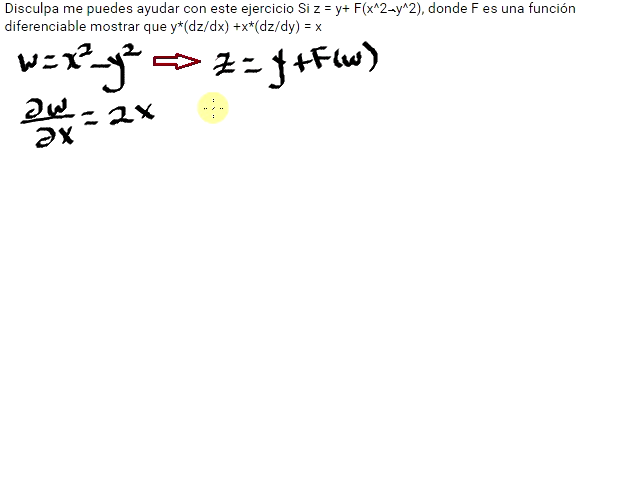 Disculpa me puedes ayudar con este ejercicio Si z = y+ F(x^2-y^2), donde F es una función
diferenciable mostrar que y*(dz/dx) +x*(dz/dy) = x
w=x²-y² ⇒ z=y+F(w)
∂w/∂x=2x